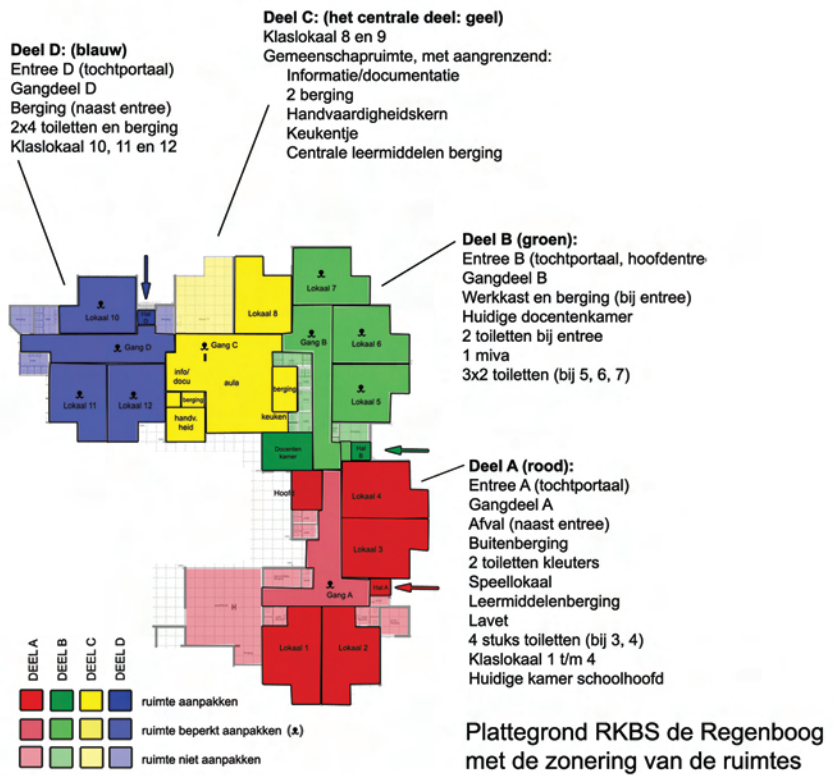 Deel C: (het centrale deel: geel)
Klaslokaal 8 en 9
Gemeenschapruimte, met aangrenzend:
Informatie/documentatie
2 berging
Handvaardigheidskern
Keukentje
Centrale leermiddelen berging
Deel D: (blauw)
Entree D (tochtportaal)
Gangdeel D
Berging (naast entree)
2x4 toiletten en berging
Klaslokaal 10, 11 en 12
Deel B (groen):
Entree B (tochtportaal, hoofdentre
Gangdeel B
Werkkast en berging (bij entree)
Huidige docentenkamer
2 toiletten bij entree
1 miva
3x2 toiletten (bij 5, 6, 7)
Deel A (rood):
Entree A (tochtportaal)
Gangdeel A
Afval (naast entree)
Buitenberging
2 toiletten kleuters
Speellokaal
Leermiddelenberging
Lavet
4 stuks toiletten (bij 3, 4)
Klaslokaal 1 t/m 4
Huidige kamer schoolhoofd
Lokaal 7
Lokaal 10
Hal
D
Lokaal 8
Gang D
Gang C
Gang B
Lokaal 6
info/
docu
aula
berging
Lokaal 11
Lokaal 12
berging
Lokaal 5
handv.
heid
keuken
Docenten
kamer
Hal
B
Hoofd
Lokaal 4
Lokaal 3
Gang A
Hal A
Lokaal 1
Lokaal 2
DEEL A
DEEL B
DEEL C
DEEL D
ruimte aanpakken
ruimte beperkt aanpakken
ruimte niet aanpakken
Plattegrond RKBS de Regenboog
met de zonering van de ruimtes